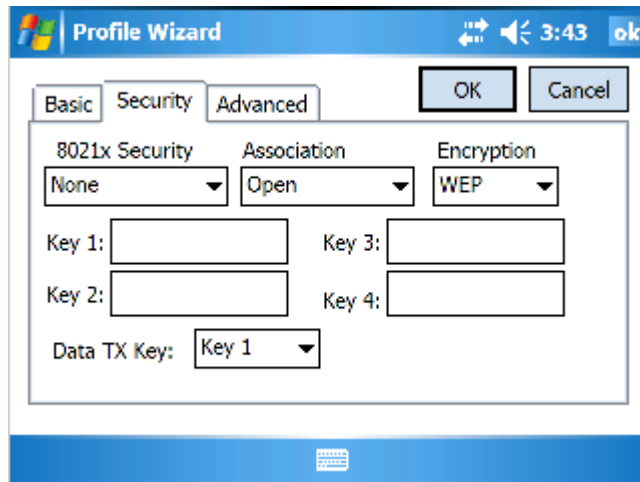 Profile Wizard 3:43 ok
Basic Security Advanced OK Cancel
8021x Security Association Encryption
None Open WEP
Key 1: Key 3:
Key 2: Key 4:
Data TX Key: Key 1